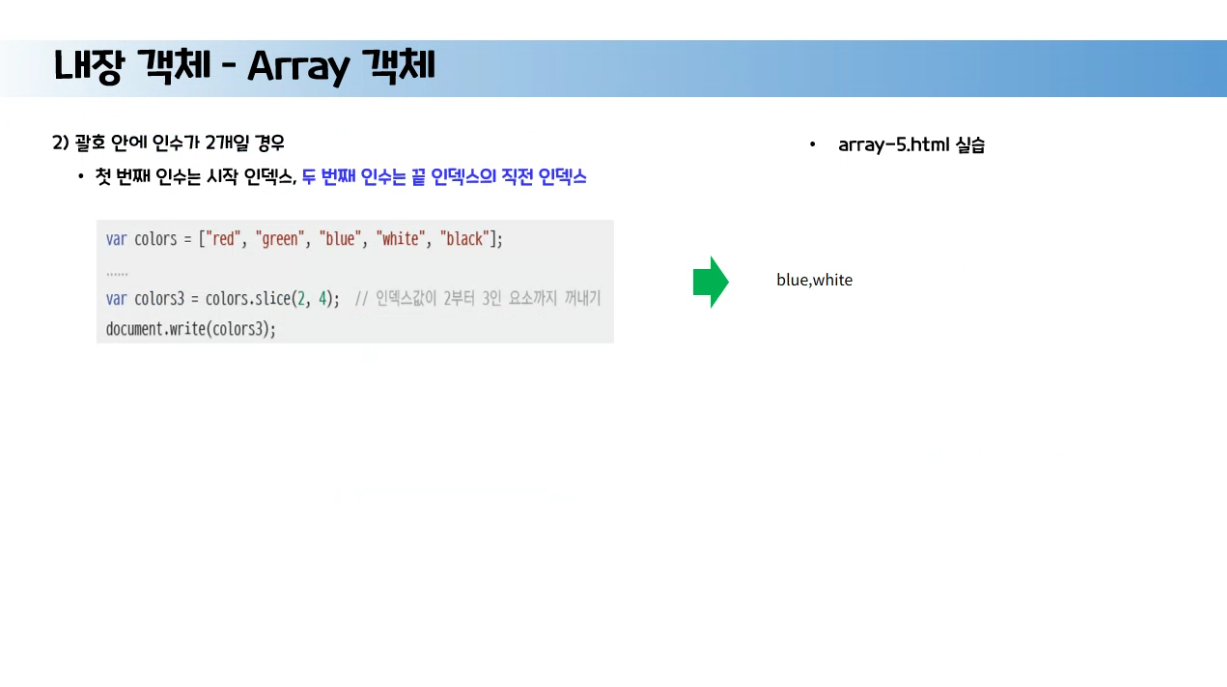 내장 객체 - Array 객체
2) 괄호 안에 인수가 2개일 경우
• 첫 번째 인수는 시작 인덱스, 두 번째 인수는 끝 인덱스의 직전 인덱스
var colors = ["red", "green", "blue", "white", "black"];
......
var colors3 = colors.slice(2, 4);  // 인덱스값이 2부터 3인 요소까지 꺼내기
document.write(colors3);
• array-5.html 실습
blue,white